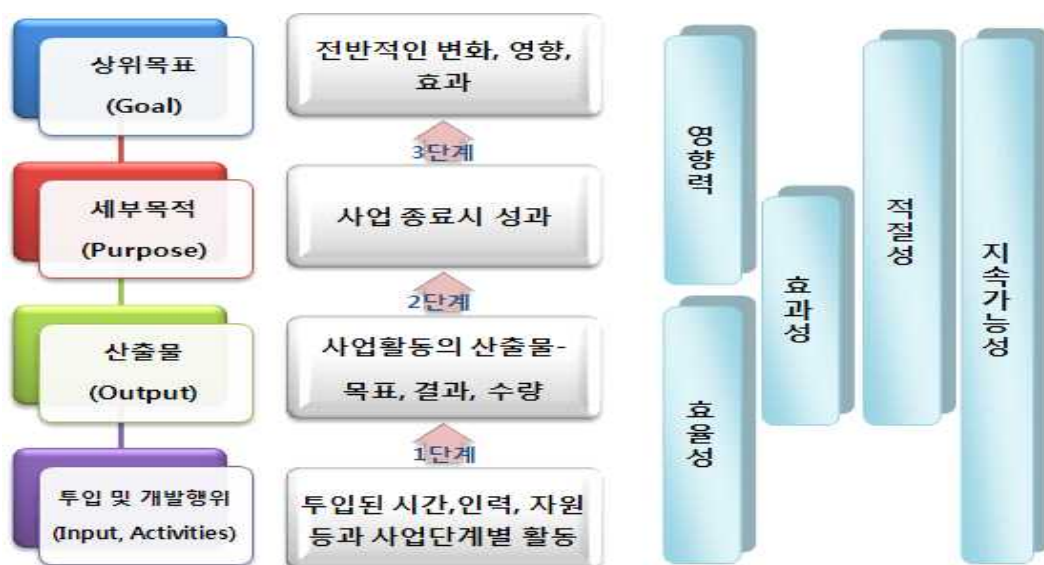 상위목표
(Goal)
전반적인 변화, 영향,
효과
3단계
세부목적
(Purpose)
사업 종료시 성과
2단계
산출물
(Output)
사업활동의 산출물-
목표, 결과, 수량
1단계
투입 및 개발행위
(Input, Activities)
투입된 시간,인력, 자원
등과 사업단계별 활동
영향력
효율성
효과성
적절성
지속가능성